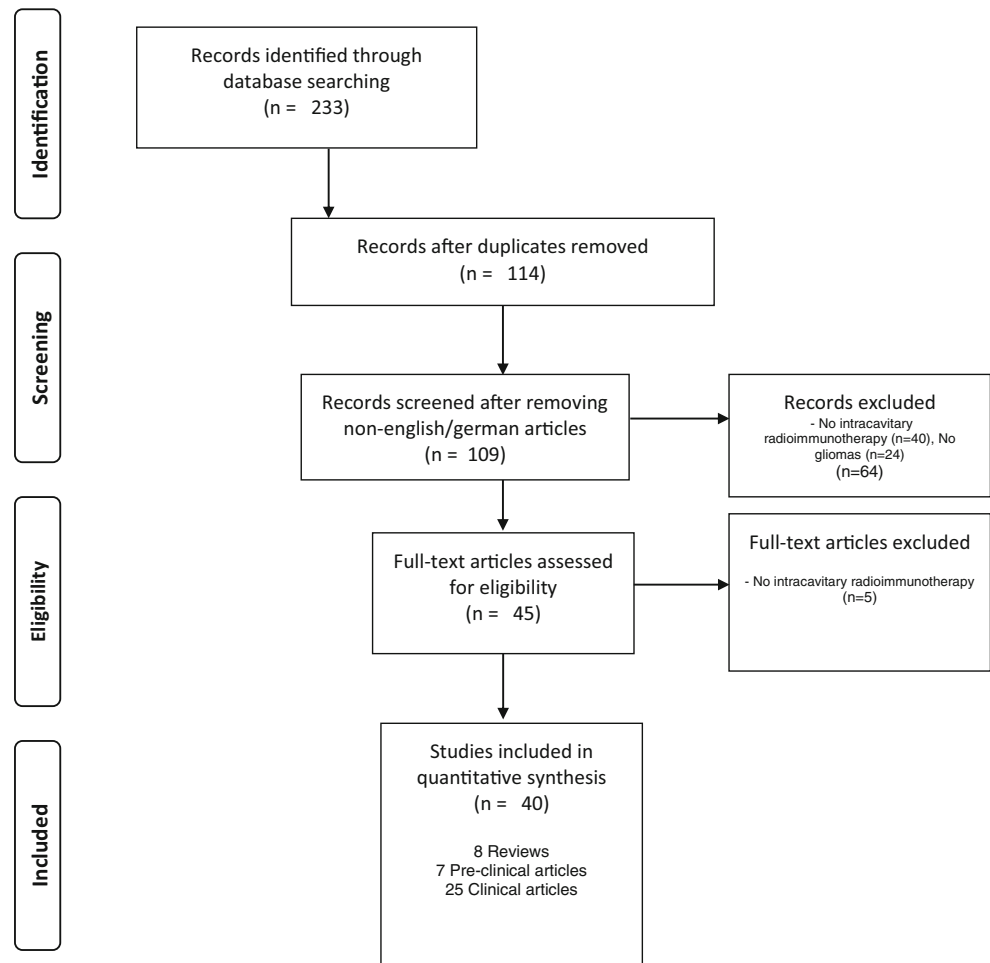 Identification
Records identified through
database searching
(n = 233)
Records after duplicates removed
(n = 114)
Screening
Records screened after removing
non-english/german articles
(n = 109)
Records excluded
- No intracavitary
radioimmunotherapy (n=40), No
gliomas (n=24)
(n=64)
Eligibility
Full-text articles assessed
for eligibility
(n = 45)
Full-text articles excluded
- No intracavitary radioimmunotherapy
(n=5)
Included
Studies included in
quantitative synthesis
(n = 40)
8 Reviews
7 Pre-clinical articles
25 Clinical articles